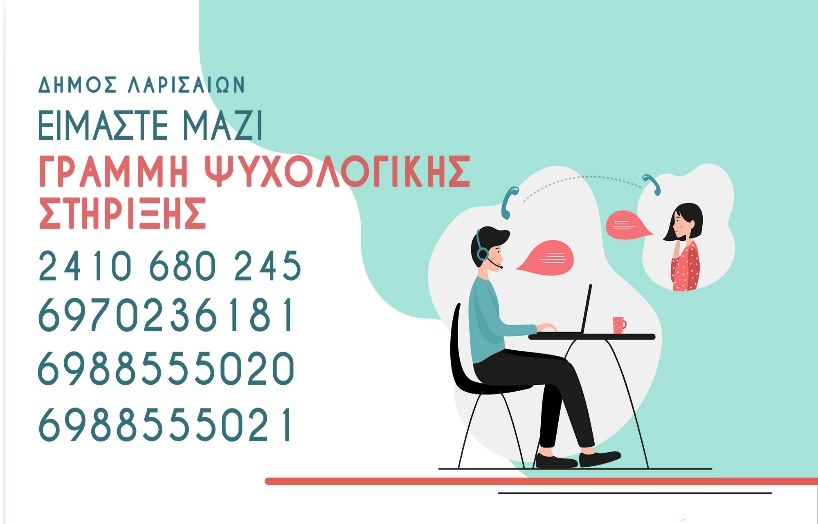 ΔΗΜΟΣ ΛΑΡΙΣΑΙΩΝ
ΕΙΜΑΣΤΕ ΜΑΖΙ
ΓΡΑΜΜΗ ΨΥΧΟΛΟΓΙΚΗΣ
ΣΤΗΡΙΞΗΣ
2410 680 245
6970236181
6988555020
6988555021